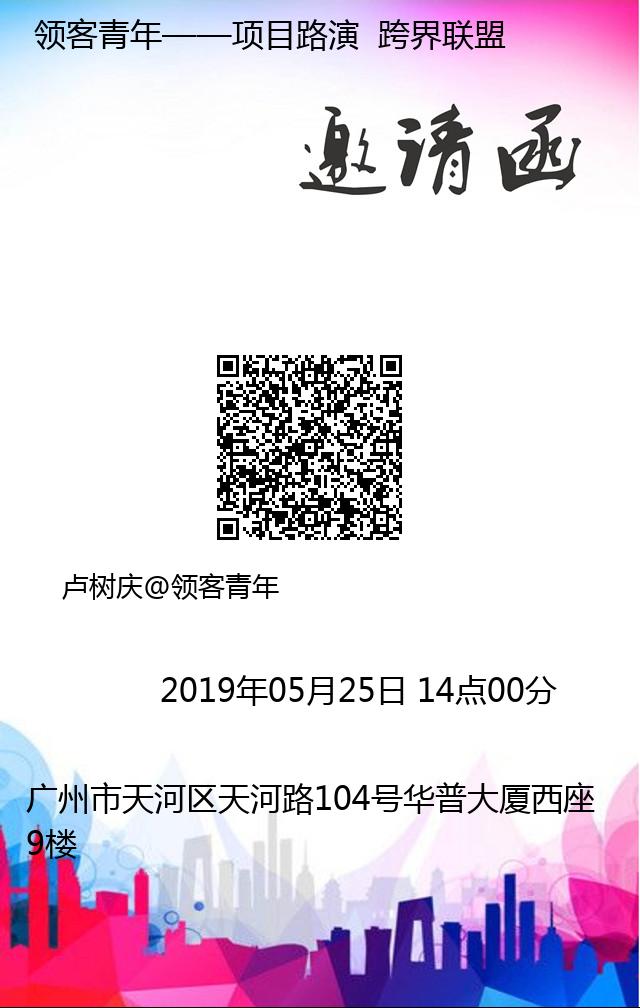 领客青年——项目路演 跨界联盟
邀请函
卢树庆@领客青年
2019年05月25日 14点00分
广州市天河区天河路104号华普大厦西座
9楼